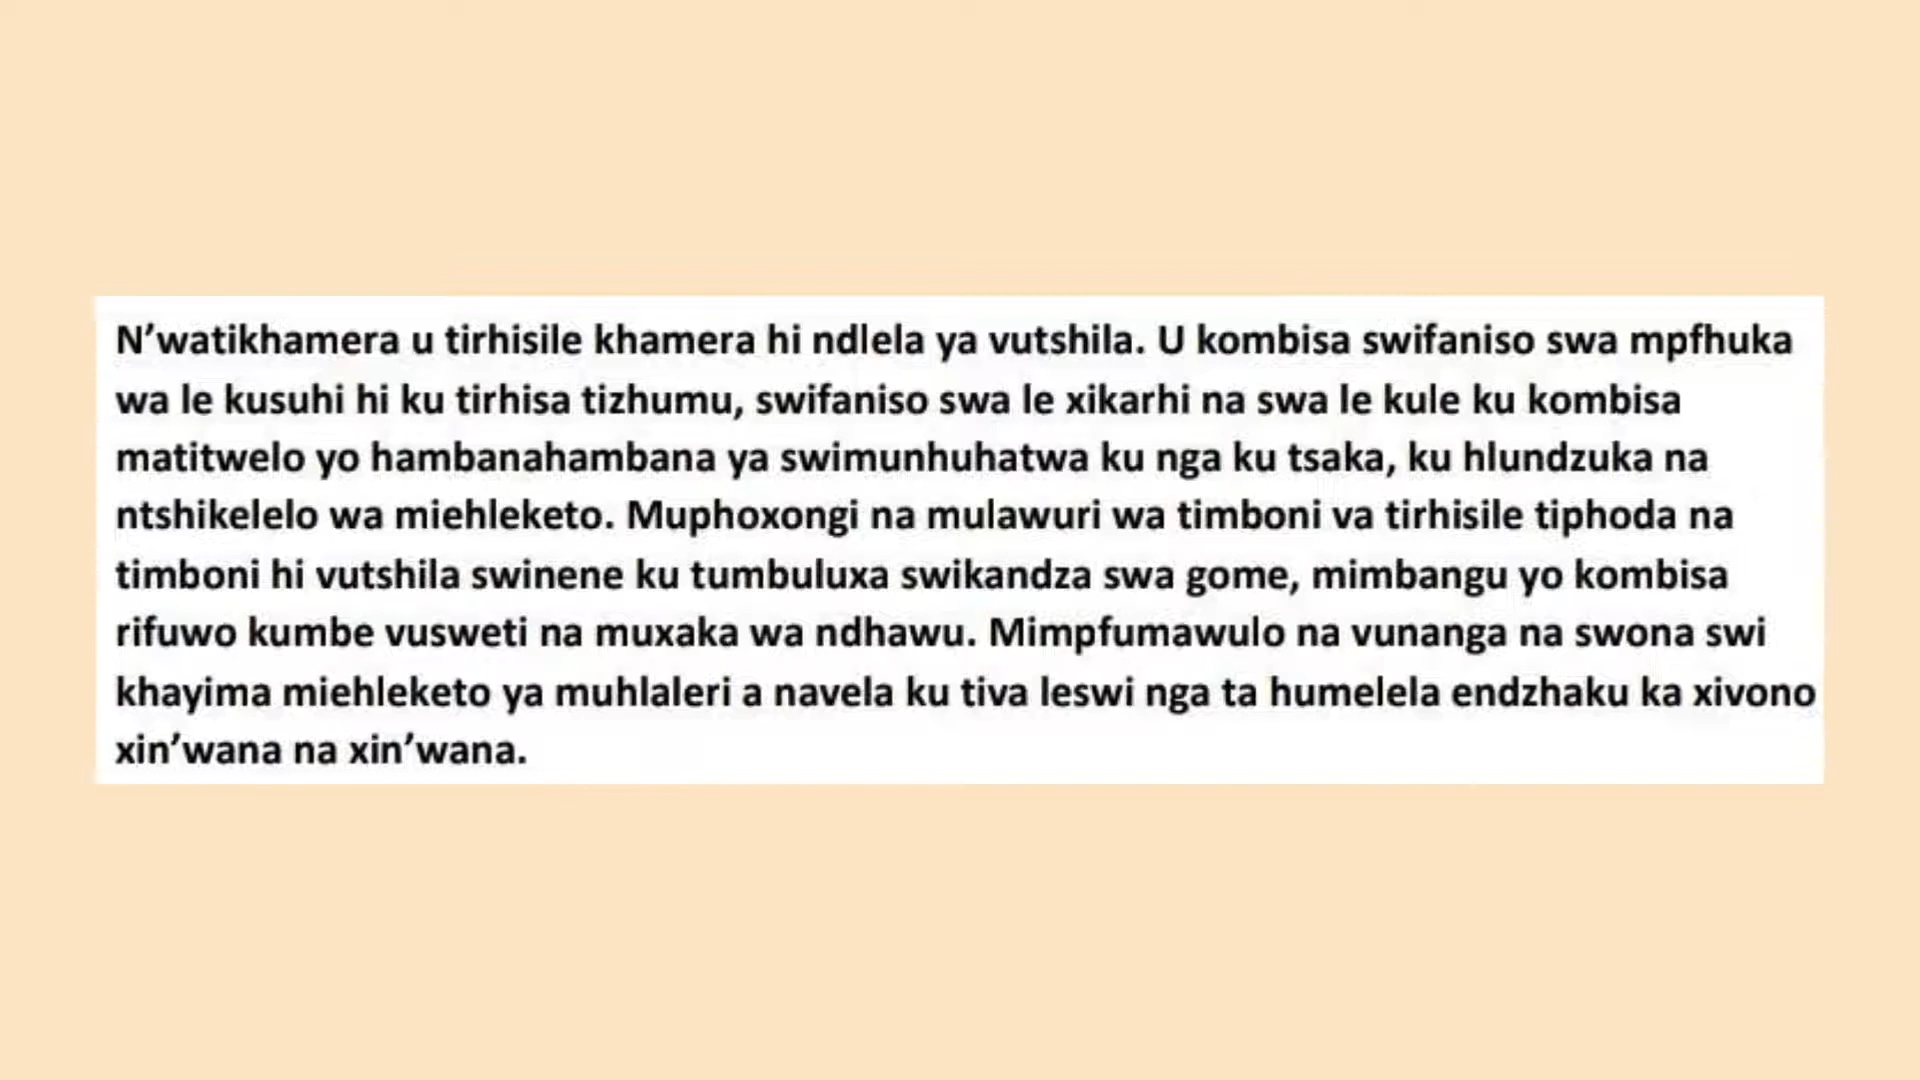 N’watikhamera u tirhisile khamera hi ndlela ya vutshila. U kombisa swifaniso swa mpfhuka
wa le kusuhi hi ku tirhisa tizhumu, swifaniso swa le xikarhi na swa le kule ku kombisa
matitwelo yo hambanahambana ya swimunhuhatwa ku nga ku tsaka, ku hlundzuka na
ntshikelelo wa miehleketo. Muphoxongi na mulawuri wa timboni va tirhisile tiphoda na
timboni hi vutshila swinene ku tumbuluxa swikandza swa gome, mimbangu yo kombisa
rifuwo kumbe vusweti na muxaka wa ndhawu. Mimpfumawulo na vunanga na swona swi
khayima miehleketo ya muhlaleri a navela ku tiva leswi nga ta humelela endzhaku ka xivono
xin’wana na xin’wana.